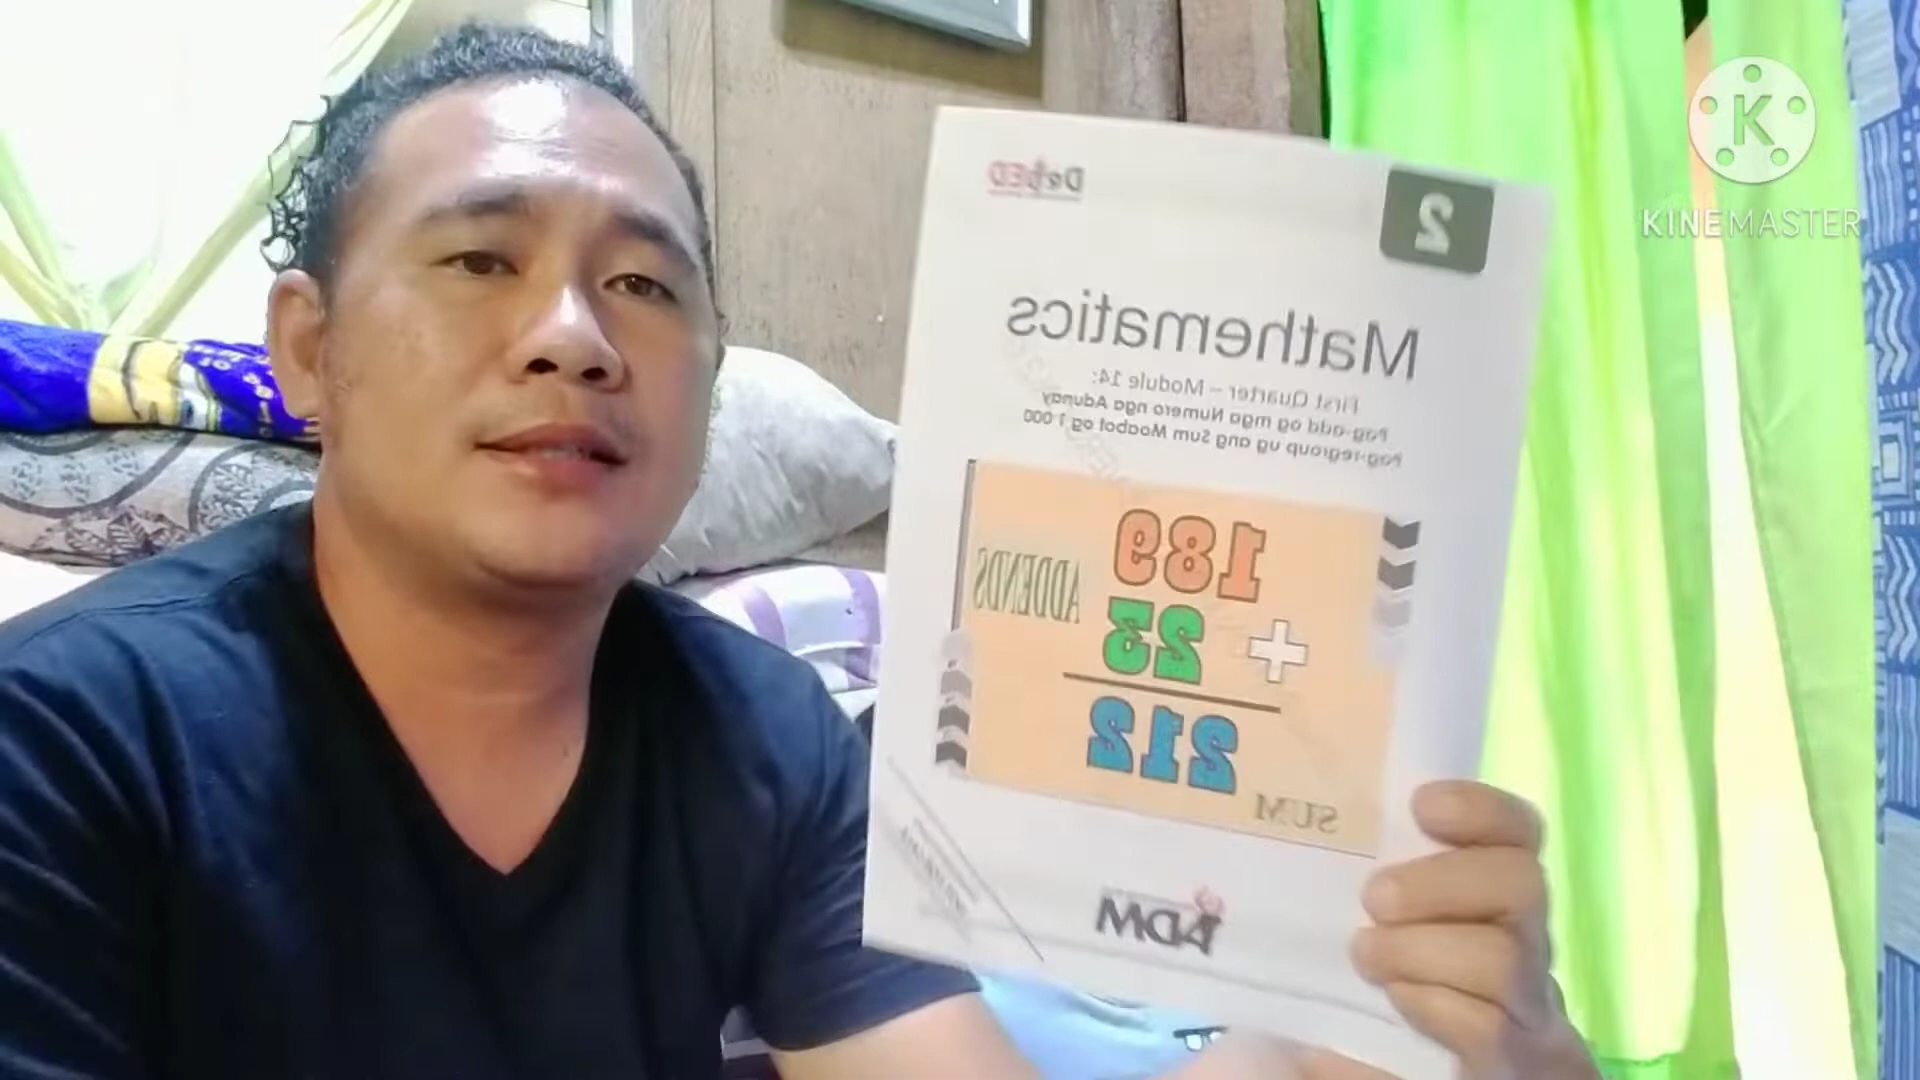 DepED
2
KINEMASTER
Mathematics
First Quarter – Module 14:
Pag-add og mga Numero nga Adunay
Pag-regroup ug ang Sum Moabot og 1 000
189
ADDENDS
+ 23
212
SUM
ADM